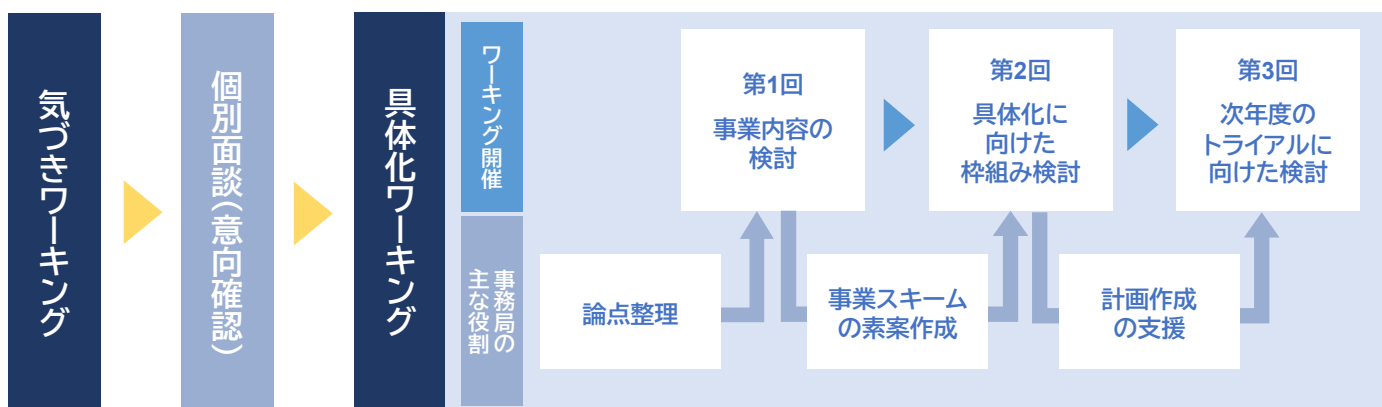 気づきワーキング
個別面談(意向確認)
具体化ワーキング
ワーキング開催
第1回
事業内容の
検討
第2回
具体化に
向けた
枠組み検討
第3回
次年度の
トライアルに
向けた検討
事務局の
主な役割
論点整理
事業スキーム
の素案作成
計画作成
の支援